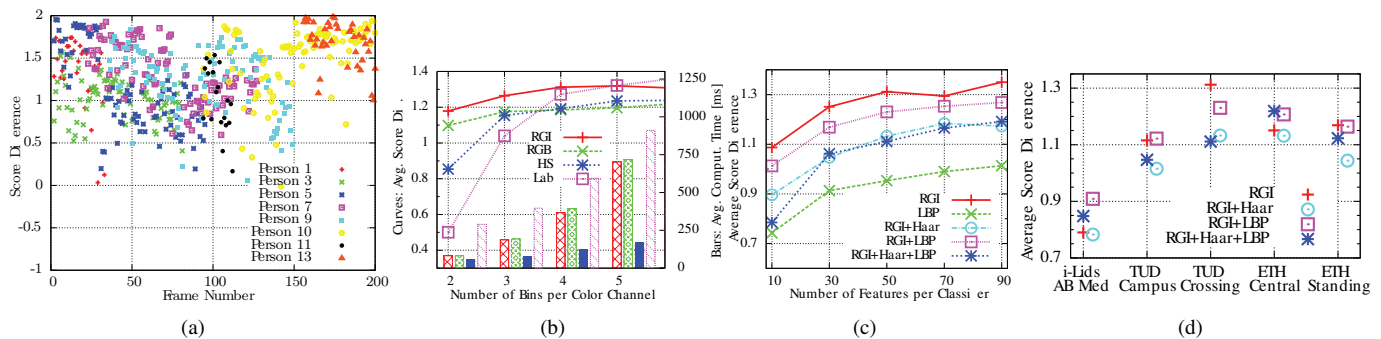 2
1.5
1
0.5
0
-0.5
-1
0 50 100 150 200
Score Di erence
Frame Number
Person 1
Person 3
Person 5
Person 7
Person 9
Person 10
Person 11
Person 13
(a)
1.4
1.2
1.0
0.8
0.6
0.4
1250
1000
750
500
250
0
2 3 4 5
Curves: Avg. Score Di .
Bars: Avg. Comput. Time [ms]
Number of Bins per Color Channel
RGI
RGB
HS
Lab
(b)
1.3
1.1
0.9
0.7
10 30 50 70 90
Average Score Di erence
Number of Features per Classi er
RGI
LBP
RGI+Haar
RGI+LBP
RGI+Haar+LBP
(c)
1.3
1.1
0.9
0.7
Average Score Di erence
i-Lids TUD TUD ETH ETH
AB Med Campus Crossing Central Standing
RGI
RGI+Haar
RGI+LBP
RGI+Haar+LBP
(d)